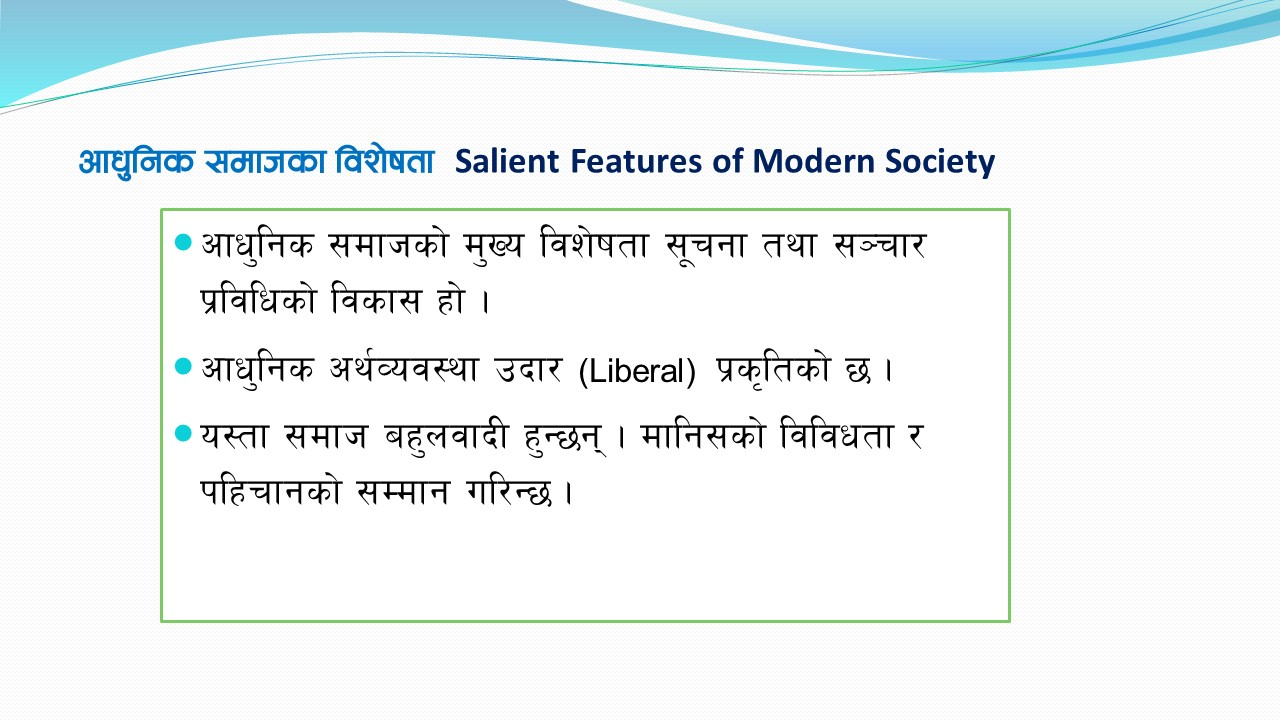 आधुनिक समाजका विशेषता Salient Features of Modern Society
आधुनिक समाजको मुख्य विशेषता सूचना तथा सञ्चार
प्रविधिको विकास हो ।
आधुनिक अर्थव्यवस्था उदार (Liberal) प्रकृतिको छ ।
यस्ता समाज बहुलवादी हुन्छन् । मानिसको विविधता र
पहिचानको सम्मान गरिन्छ ।